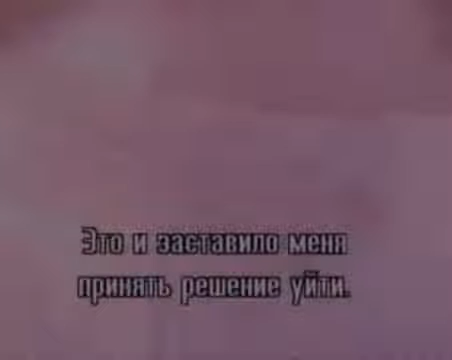 Это и заставило меня
принять решение уйти.